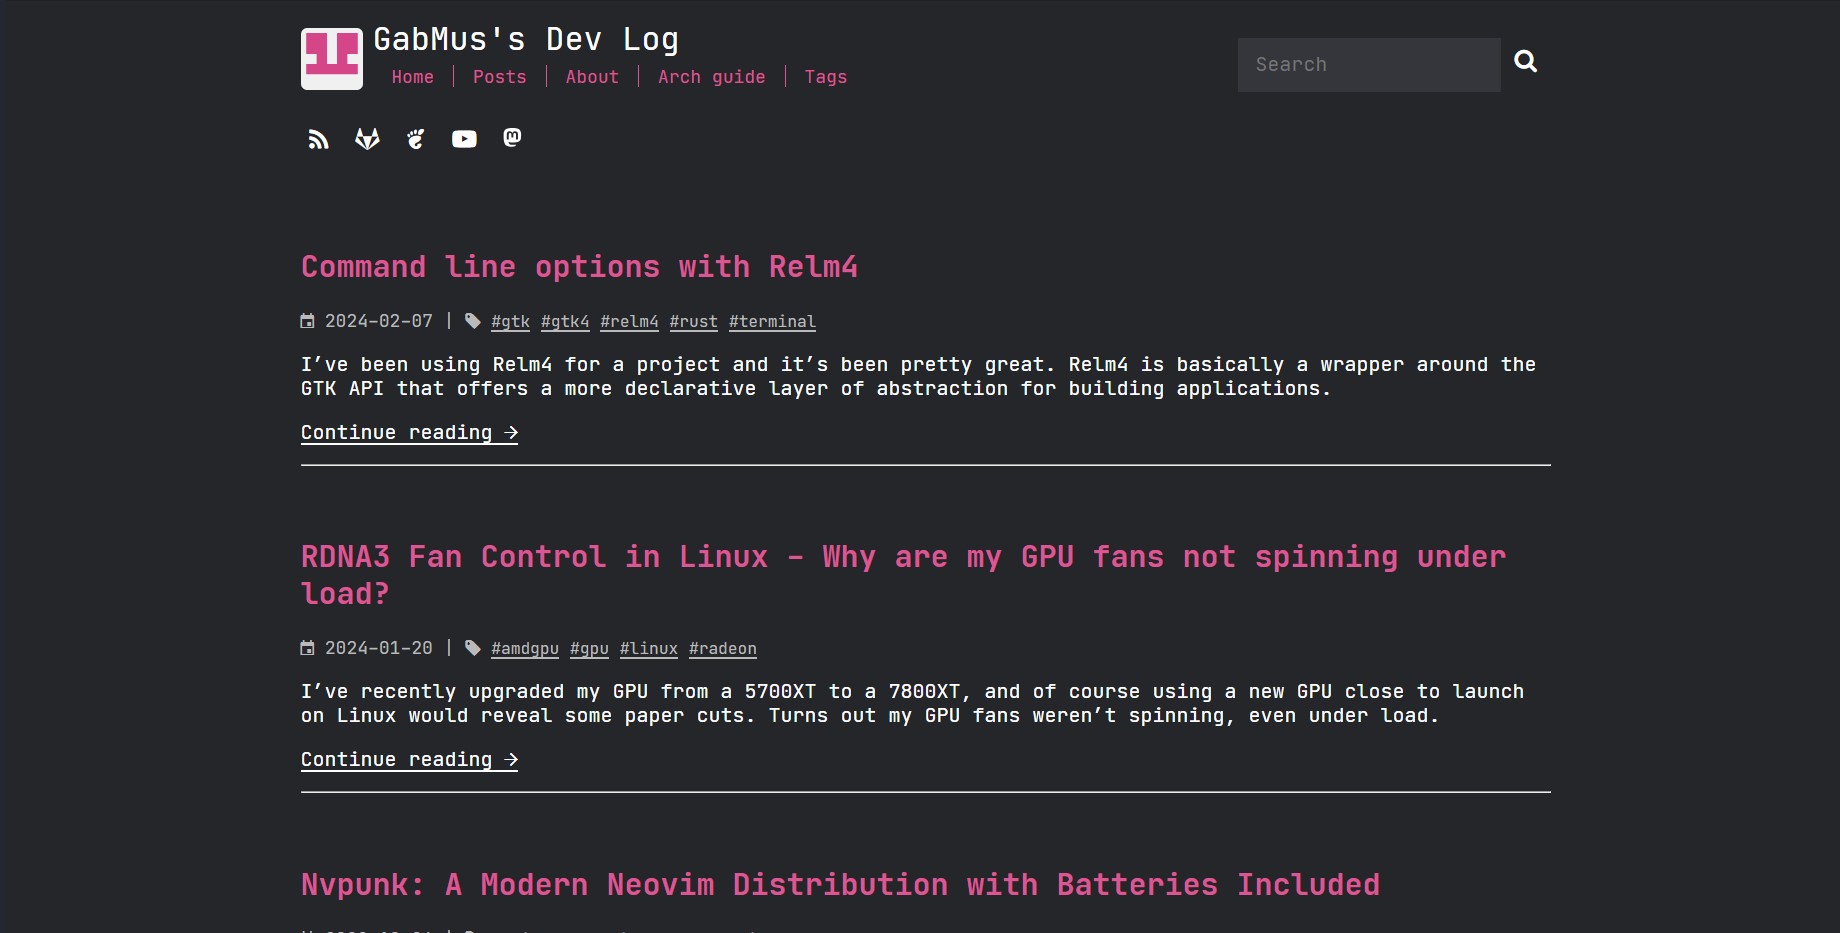 GabMus's Dev Log
Home | Posts | About | Arch guide | Tags
Search
Command line options with Relm4
2024-02-07 | #gtk #gtk4 #relm4 #rust #terminal
I’ve been using Relm4 for a project and it’s been pretty great. Relm4 is basically a wrapper around the
GTK API that offers a more declarative layer of abstraction for building applications.
Continue reading →
RDNA3 Fan Control in Linux – Why are my GPU fans not spinning under
load?
2024-01-20 | #amdgpu #gpu #linux #radeon
I’ve recently upgraded my GPU from a 5700XT to a 7800XT, and of course using a new GPU close to launch
on Linux would reveal some paper cuts. Turns out my GPU fans weren’t spinning, even under load.
Continue reading →
Nvpunk: A Modern Neovim Distribution with Batteries Included